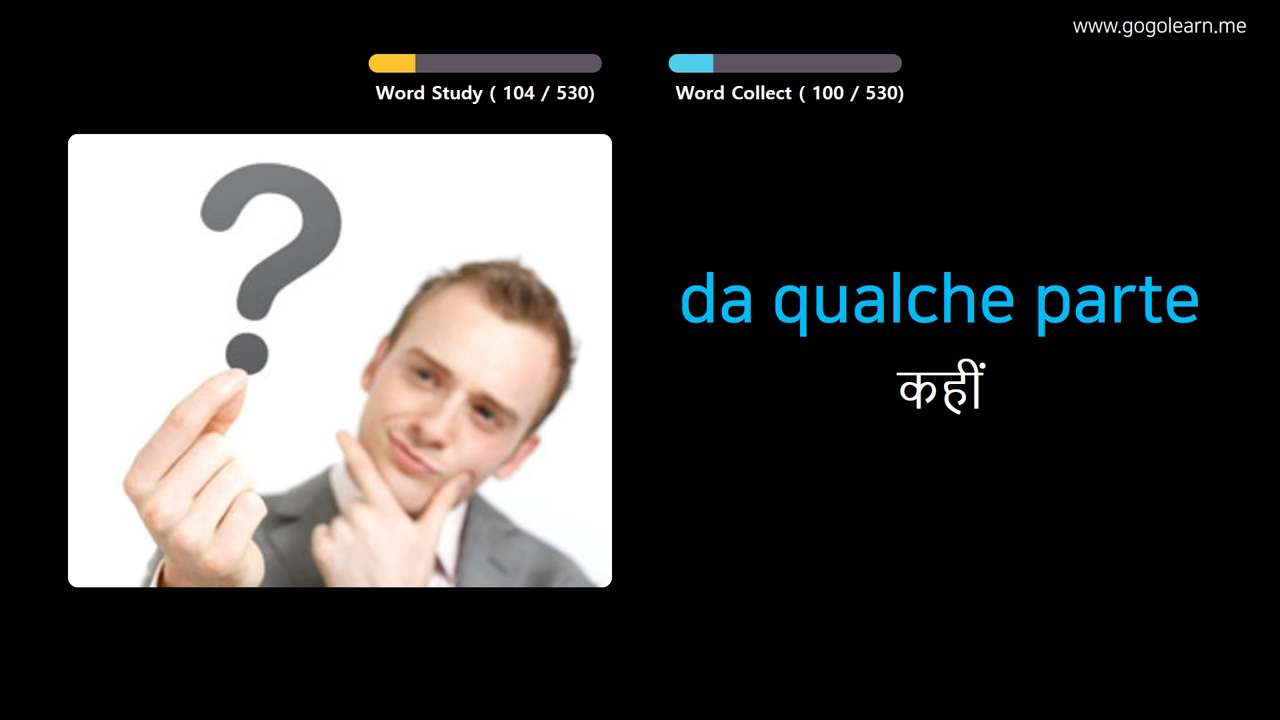 www.gogolearn.me
Word Study ( 104 / 530)
Word Collect ( 100 / 530)
da qualche parte
कहीं